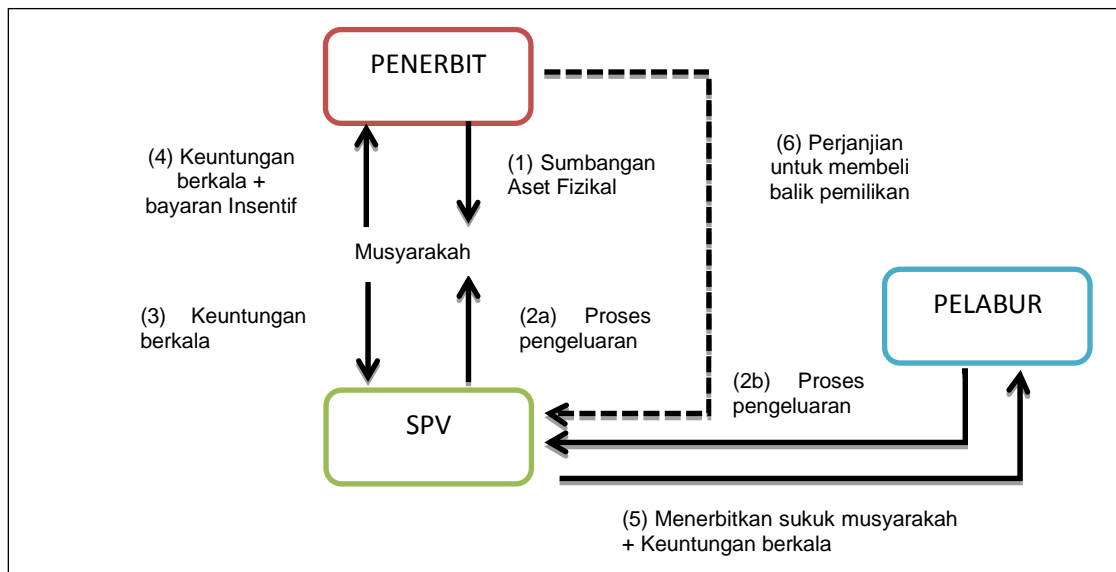 PENERBIT
(4) Keuntungan
berkala +
bayaran Insentif
(1) Sumbangan
Aset Fizikal
(6) Perjanjian
untuk membeli
balik pemilikan
Musyarakah
(3) Keuntungan
berkala
(2a) Proses
pengeluaran
PELABUR
(2b) Proses
pengeluaran
SPV
(5) Menerbitkan sukuk musyarakah
+ Keuntungan berkala